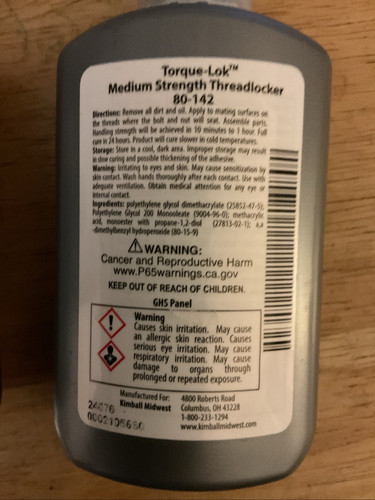 Torque-Lok™
Medium Strength Threadlocker
80-142
Directions: Remove all dirt and oil. Apply to mating surfaces on
the threads where the bolt and nut will seat. Assemble parts.
Handling strength will be achieved in 10 minutes to 1 hour. Full
cure in 24 hours. Product will cure slower in cold temperatures.
Storage: Store in a cool, dark area. Improper storage may result
in slow curing and possible thickening of the adhesive.
Warning: Irritating to eyes and skin. May cause sensitization by
skin contact. Wash hands thoroughly after each contact. Use with
adequate ventilation. Obtain medical attention for any eye or
internal contact.
Ingredients: polyethylene glycol dimethacrylate (25852-47-5);
Polyethylene Glycol 200 Monooleate (9004-96-0); methacrylic
acid, monoester with propane-1,2-diol (27813-02-1); a,a
-dimethylbenzyl hydroperoxide (80-15-9)
WARNING:
Cancer and Reproductive Harm
www.P65warnings.ca.gov
KEEP OUT OF REACH OF CHILDREN.
GHS Panel
Warning
Causes skin irritation. May cause
an allergic skin reaction. Causes
serious eye irritation. May cause
respiratory irritation. May cause
damage to organs through
prolonged or repeated exposure.
Manufactured For:
Kimball Midwest
4800 Roberts Road
Columbus, OH 43228
1-800-233-1294
www.kimballmidwest.com